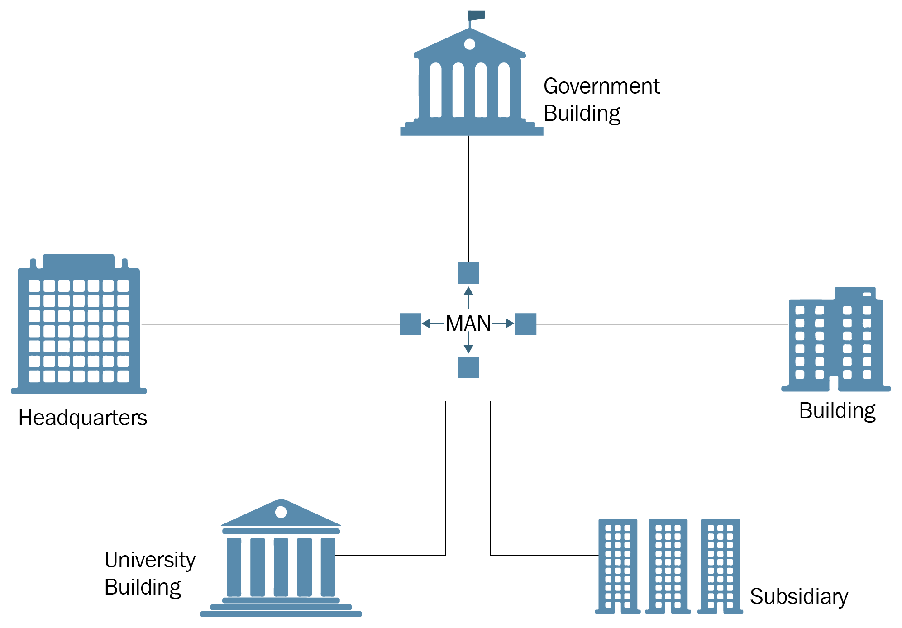 Government
Building
MAN
Headquarters
Building
University
Building
Subsidiary